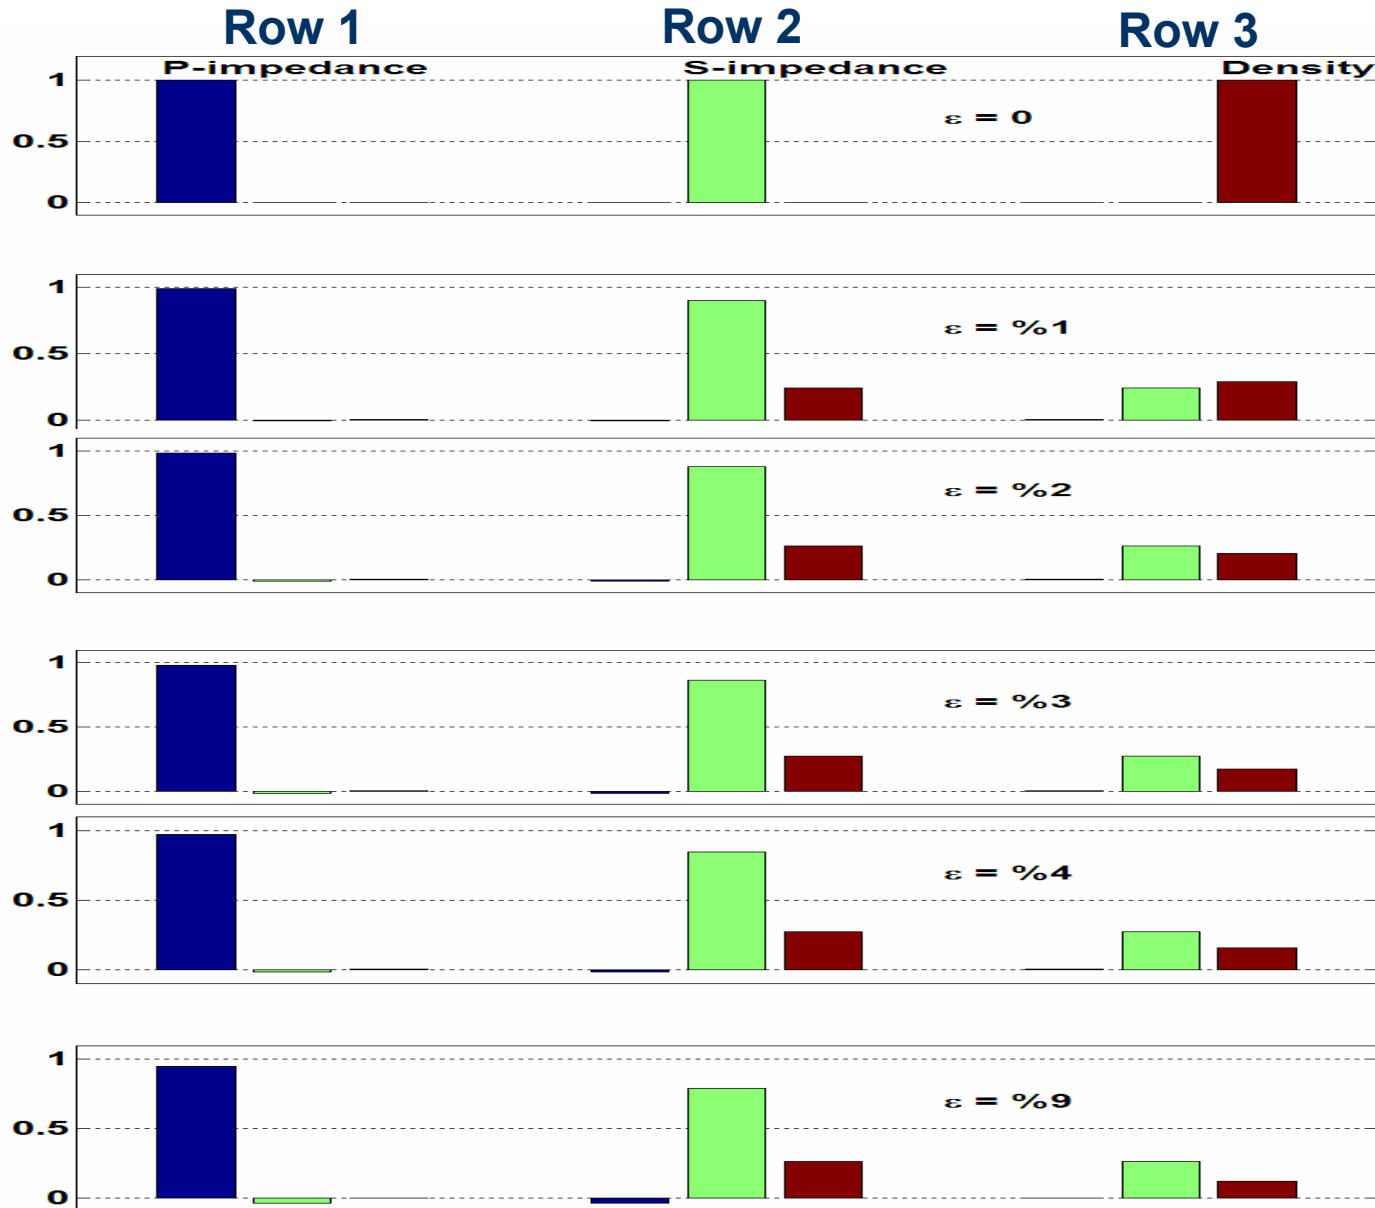 Row 1 Row 2 Row 3
P-impedance S-impedance Density
1
ε = 0
0.5
0
1
ε = %1
0.5
0
1
ε = %2
0.5
0
1
ε = %3
0.5
0
1
ε = %4
0.5
0
1
ε = %9
0.5
0